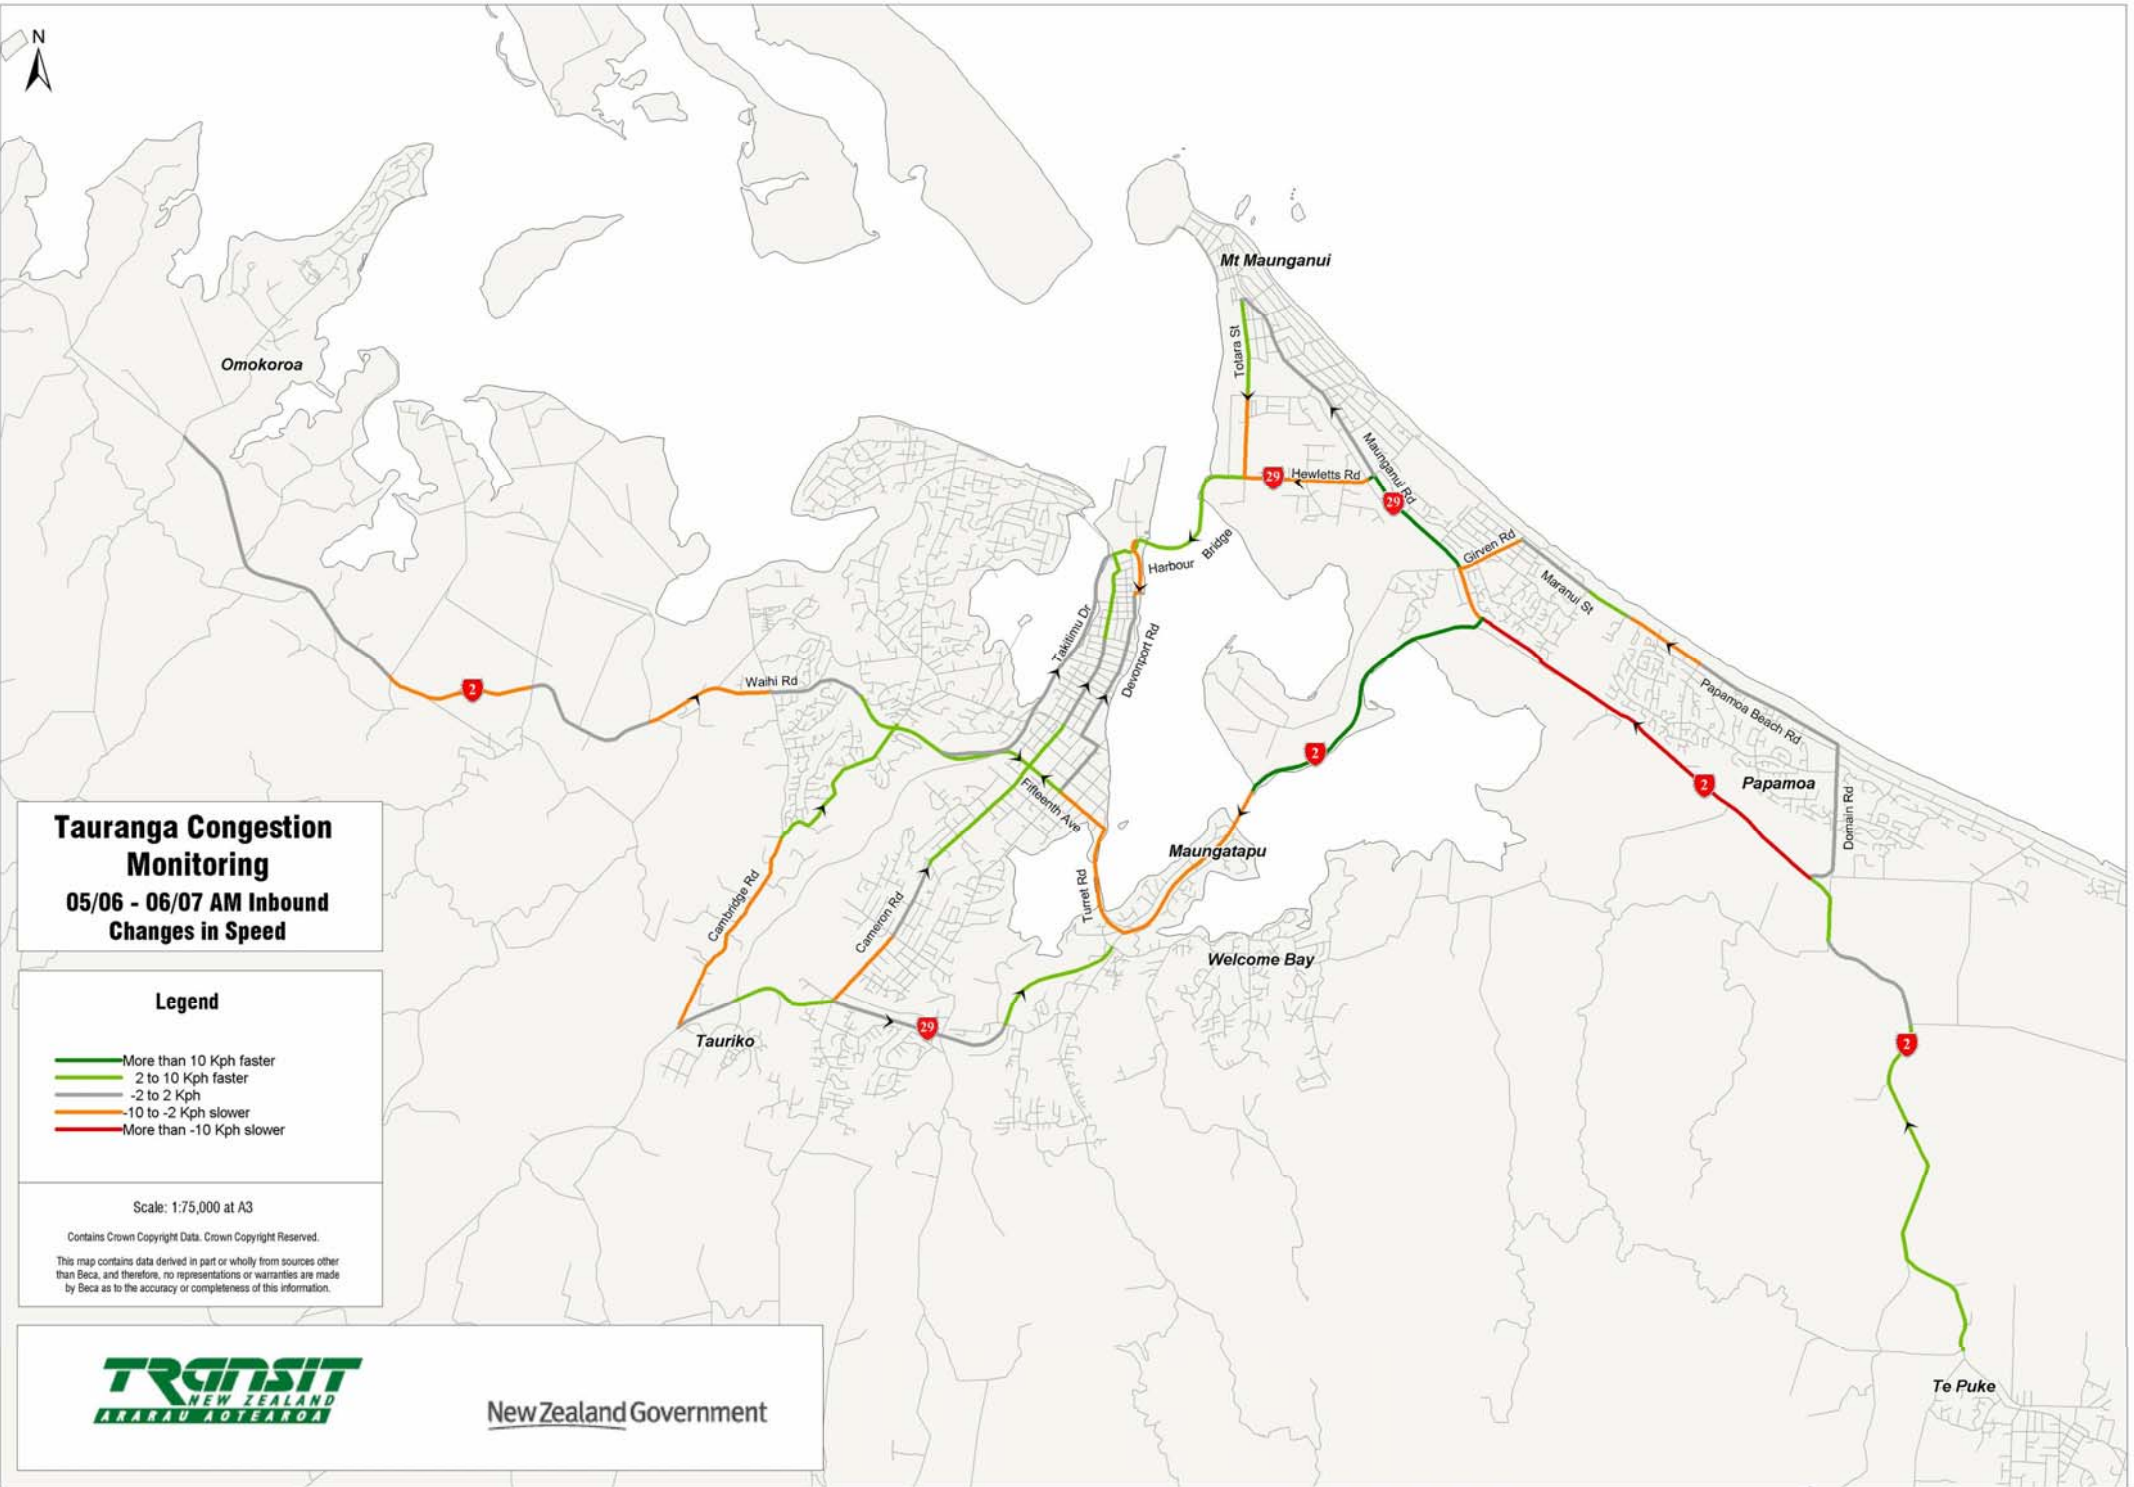 N
Mt Maunganui
Totara St
Omokoroa
Maunganui Rd
29
Hewletts Rd
29
Girven Rd
Harbour Bridge
Maranui St
Takitimu Dr
Devonport Rd
2
Waihi Rd
Papamoa Beach Rd
2
2
Papamoa
Fifteenth Ave
Domain Rd
Maungatapu
Turret Rd
Cambridge Rd
Cameron Rd
Welcome Bay
29
Tauriko
2
Te Puke
Tauranga Congestion
Monitoring
05/06 - 06/07 AM Inbound
Changes in Speed
Legend
More than 10 Kph faster
2 to 10 Kph faster
-2 to 2 Kph
-10 to -2 Kph slower
More than -10 Kph slower
Scale: 1:75,000 at A3
Contains Crown Copyright Data. Crown Copyright Reserved.
This map contains data derived in part or wholly from sources other
than Beca, and therefore, no representations or warranties are made
by Beca as to the accuracy or completeness of this information.
TRANSIT
NEW ZEALAND
ARARAU AOTEAROA
New Zealand Government